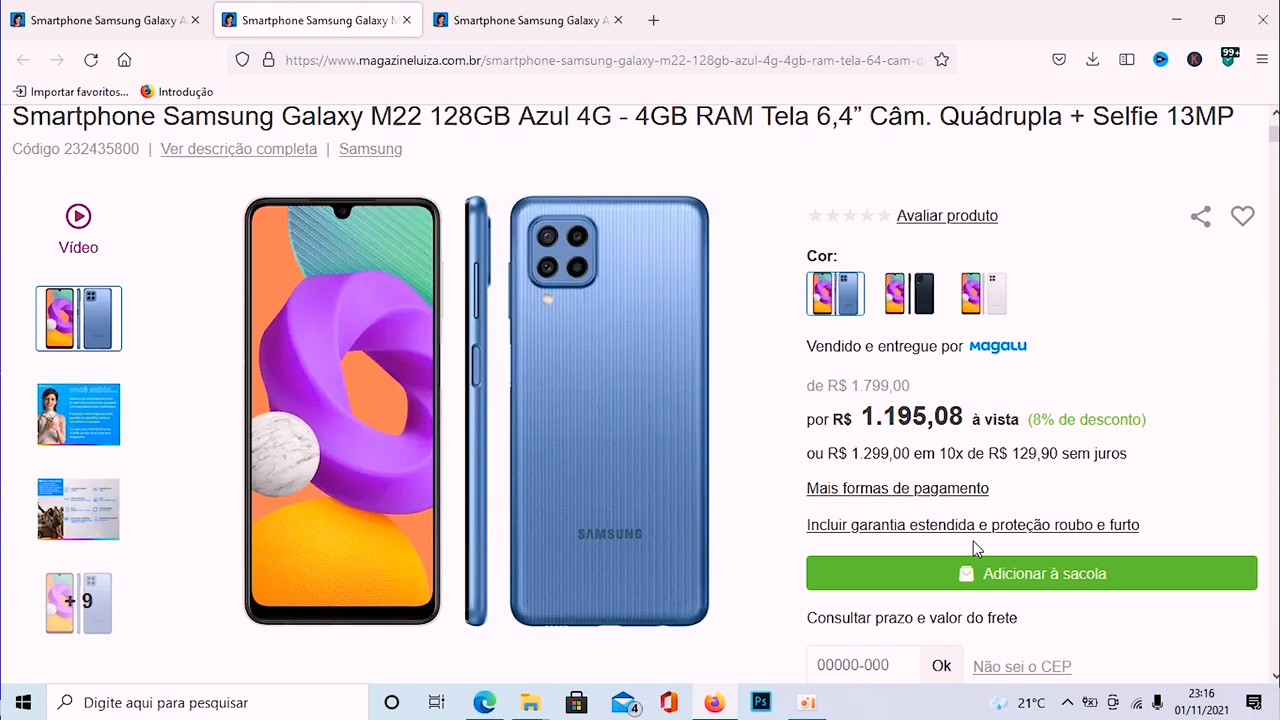 Smartphone Samsung Galaxy A
Smartphone Samsung Galaxy M
Smartphone Samsung Galaxy A
https://www.magazineluiza.com.br/smartphone-samsung-galaxy-m22-128gb-azul-4g-4gb-ram-tela-64-cam-q
99+
Importar favoritos...
Introdução
Smartphone Samsung Galaxy M22 128GB Azul 4G - 4GB RAM Tela 6,4” Câm. Quádrupla + Selfie 13MP
Código 232435800 | Ver descrição completa | Samsung
Vídeo
você sabia...
+ 9
SAMSUNG
Avaliar produto
Cor:
Vendido e entregue por Magalu
de R$ 1.799,00
por R$ 1.195,08 à vista (8% de desconto)
ou R$ 1.299,00 em 10x de R$ 129,90 sem juros
Mais formas de pagamento
Incluir garantia estendida e proteção roubo e furto
Adicionar à sacola
Consultar prazo e valor do frete
00000-000 Ok Não sei o CEP
Digite aqui para pesquisar
4
K
Ps
21°C
23:16
01/11/2021